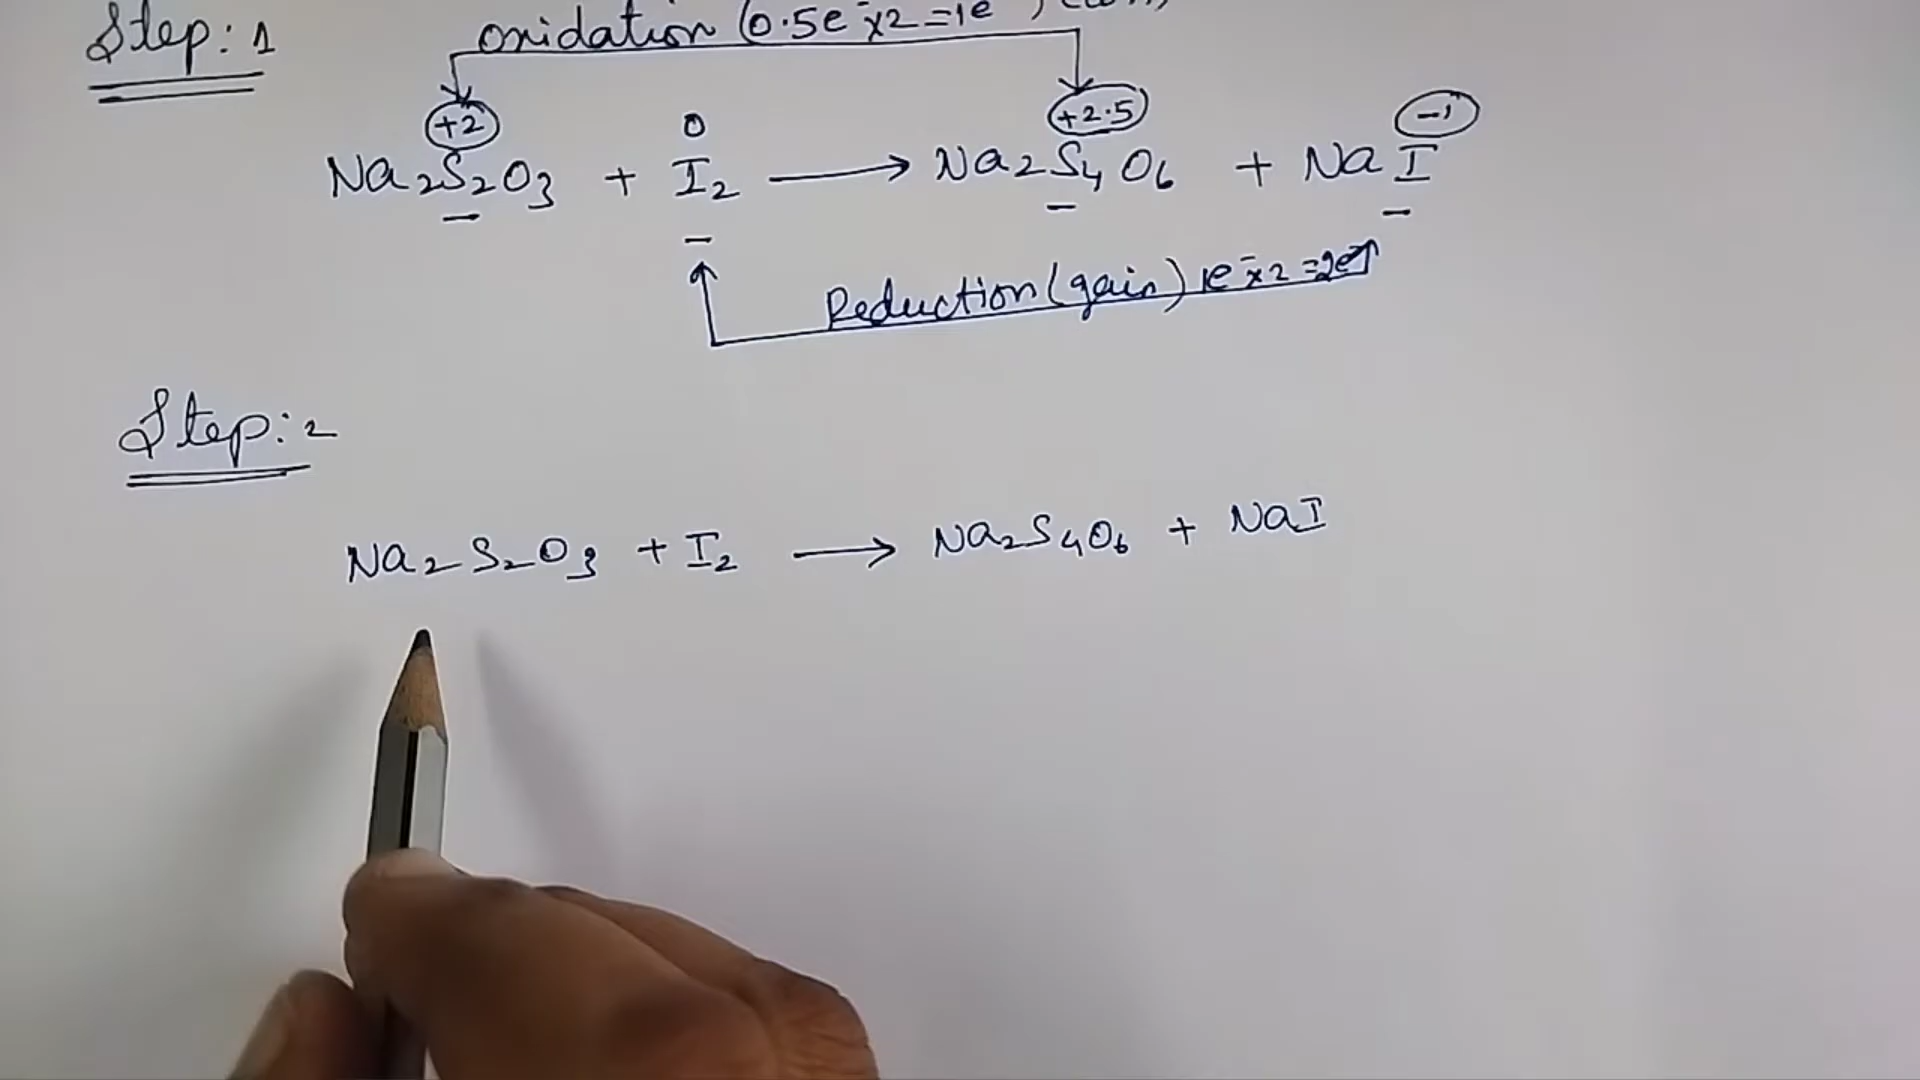 Step: 1
oxidation (0.5e⁻x2=1e⁻)
+2 0 +2.5 -1
Na₂S₂O₃ + I₂ ⟶ Na₂S₄O₆ + NaI
Reduction (gain) 1e⁻x2=2e⁻
Step: 2
Na₂S₂O₃ + I₂ ⟶ Na₂S₄O₆ + NaI